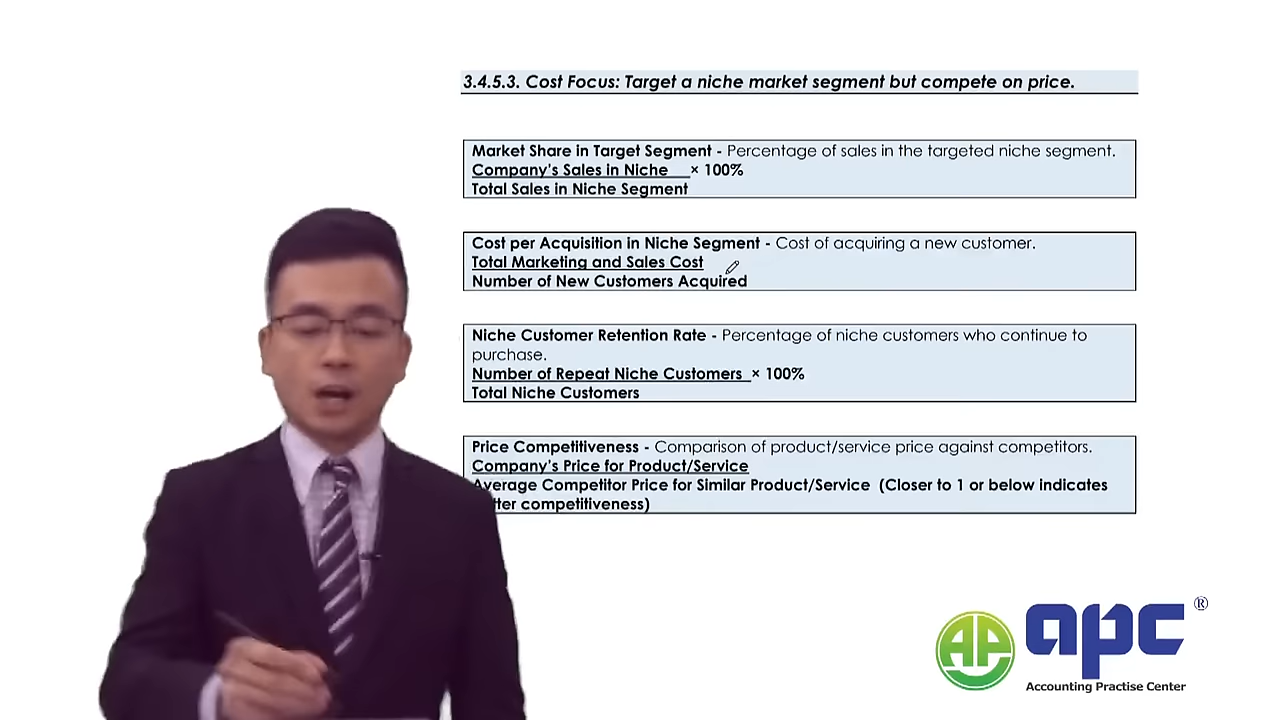 3.4.5.3. Cost Focus: Target a niche market segment but compete on price.
Market Share in Target Segment - Percentage of sales in the targeted niche segment.
Company's Sales in Niche × 100%
Total Sales in Niche Segment
Cost per Acquisition in Niche Segment - Cost of acquiring a new customer.
Total Marketing and Sales Cost
Number of New Customers Acquired
Niche Customer Retention Rate - Percentage of niche customers who continue to
purchase.
Number of Repeat Niche Customers × 100%
Total Niche Customers
Price Competitiveness - Comparison of product/service price against competitors.
Company's Price for Product/Service
Average Competitor Price for Similar Product/Service (Closer to 1 or below indicates
tter competitiveness)
AP
apc ®
Accounting Practise Center